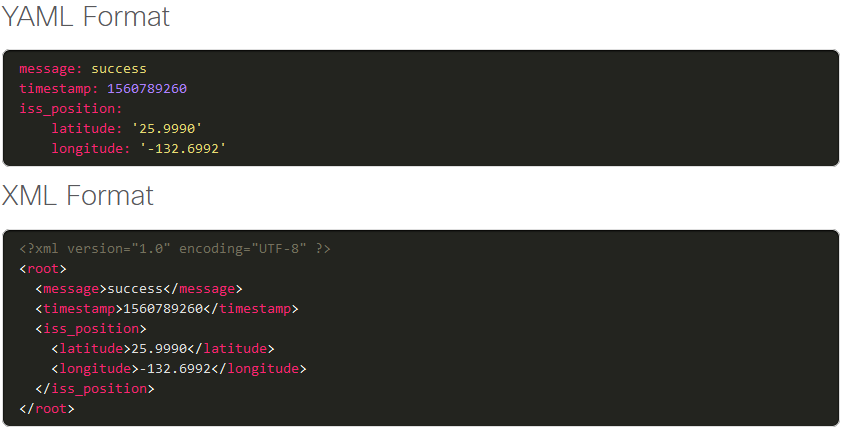 YAML Format
message: success
timestamp: 1560789260
iss_position:
    latitude: '25.9990'
    longitude: '-132.6992'
XML Format
<?xml version="1.0" encoding="UTF-8" ?>
<root>
  <message>success</message>
  <timestamp>1560789260</timestamp>
  <iss_position>
    <latitude>25.9990</latitude>
    <longitude>-132.6992</longitude>
  </iss_position>
</root>